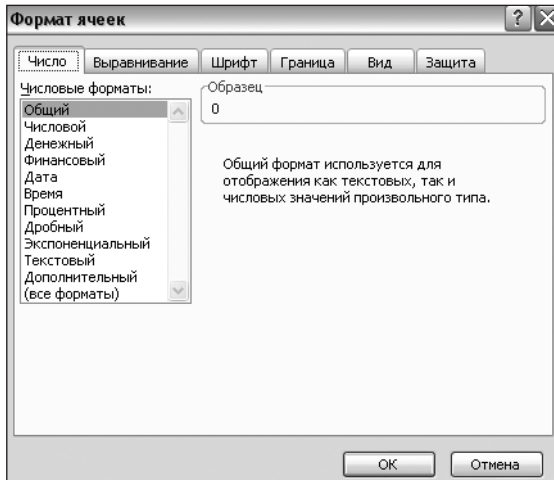 Формат ячеек
Число Выравнивание Шрифт Граница Вид Защита
Числовые форматы:
Общий
Числовой
Денежный
Финансовый
Дата
Время
Процентный
Дробный
Экспоненциальный
Текстовый
Дополнительный
(все форматы)
Образец
0
Общий формат используется для
отображения как текстовых, так и
числовых значений произвольного типа.
ОК Отмена